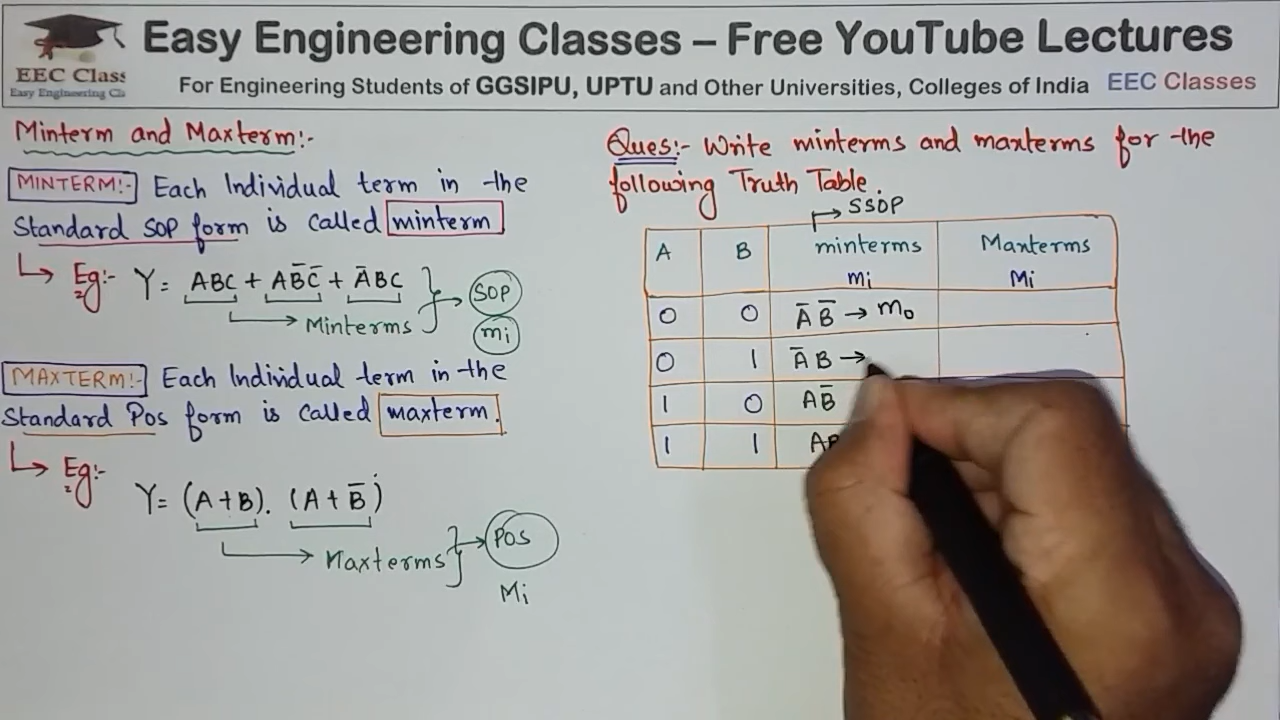 Easy Engineering Classes – Free YouTube Lectures
EEC Class
Easy Engineering Cla
For Engineering Students of GGSIPU, UPTU and Other Universities, Colleges of India EEC Classes
Minterm and Maxterm:-
MINTERM:- Each Individual term in the
Standard SOP form is called minterm
Eg:- Y = ABC + AB̅C̅ + A̅BC
Minterms
SOP
mi
MAXTERM:- Each Individual term in the
Standard Pos form is called maxterm.
Eg:-
Y= (A+B). (A+B̅)
Maxterms
Pos
Mi
Ques:- Write minterms and maxterms for the
following Truth Table.
SSOP
A B minterms Maxterms
mi Mi
0 0 A̅ B̅ → m₀
0 1 A̅ B →
1 0 AB̅
1 1